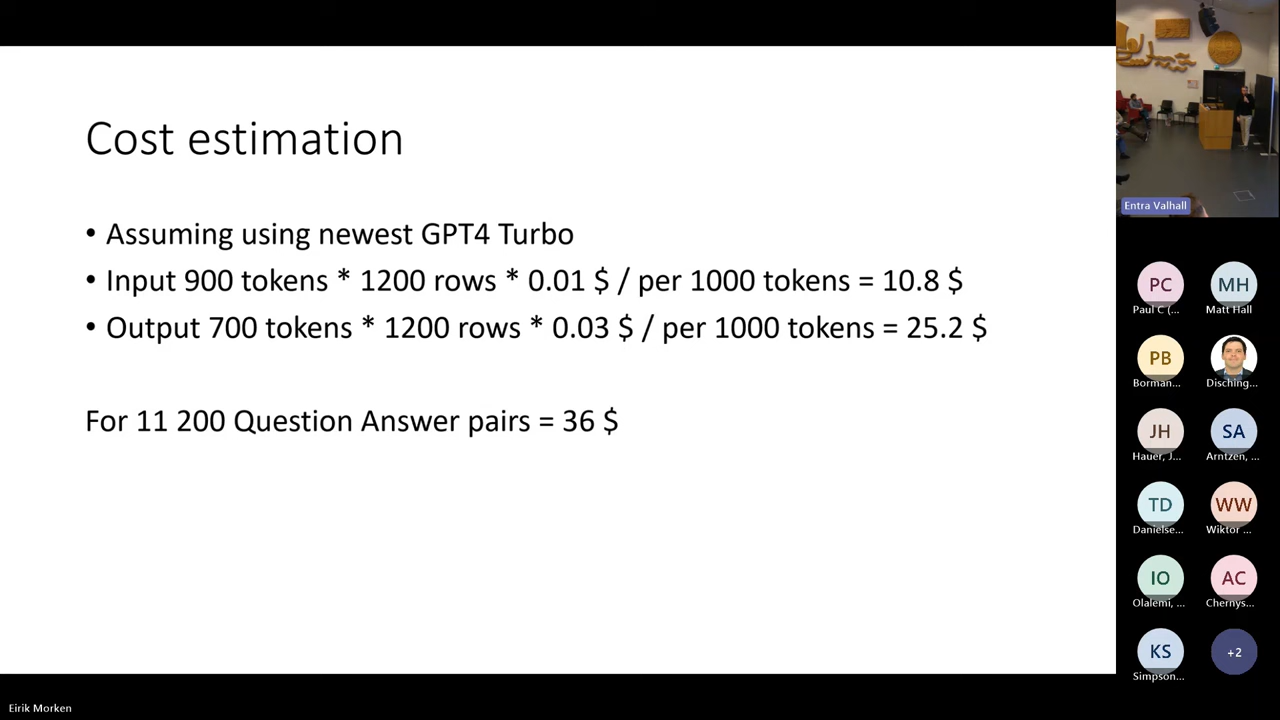 Cost estimation
• Assuming using newest GPT4 Turbo
• Input 900 tokens * 1200 rows * 0.01 $ / per 1000 tokens = 10.8 $
• Output 700 tokens * 1200 rows * 0.03 $ / per 1000 tokens = 25.2 $
For 11 200 Question Answer pairs = 36 $
Entra Valhall
PC MH
Paul C (... Matt Hall
PB
Borman... Disching...
JH SA
Hauer, J... Arntzen, ...
TD WW
Danielse... Wiktor ...
IO AC
Olalemi, ... Chernys...
KS +2
Simpson...
Eirik Morken